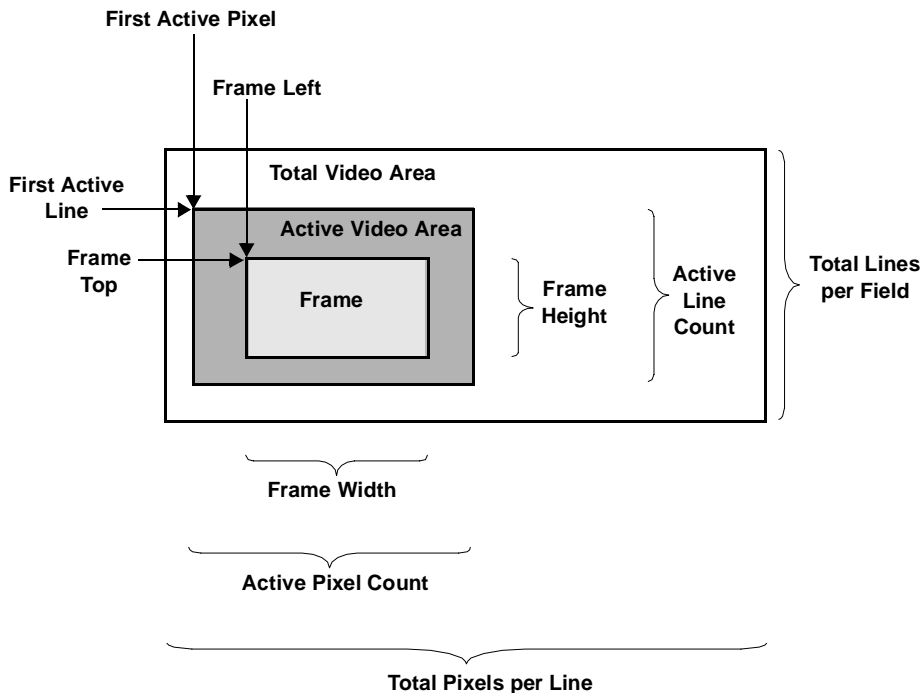 First Active Pixel
Frame Left
Total Video Area
First Active
Line
Active Video Area
Frame
Top
Frame
Frame
Height
Active
Line
Count
Total Lines
per Field
Frame Width
Active Pixel Count
Total Pixels per Line